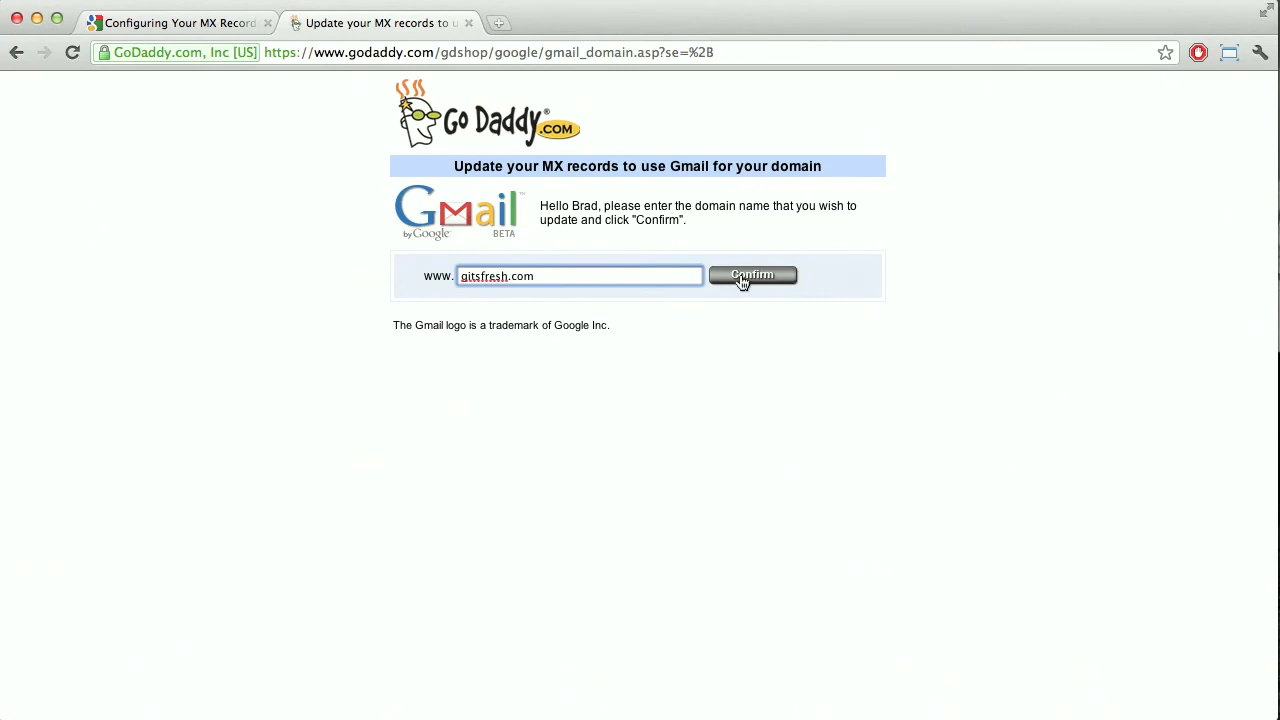 Configuring Your MX Record
Update your MX records to u
GoDaddy.com, Inc [US] https://www.godaddy.com/gdshop/google/gmail_domain.asp?se=%2B
Go Daddy®.COM
Update your MX records to use Gmail for your domain
Gmail™
by Google BETA
Hello Brad, please enter the domain name that you wish to
update and click "Confirm".
www. gitsfresh.com Confirm
The Gmail logo is a trademark of Google Inc.